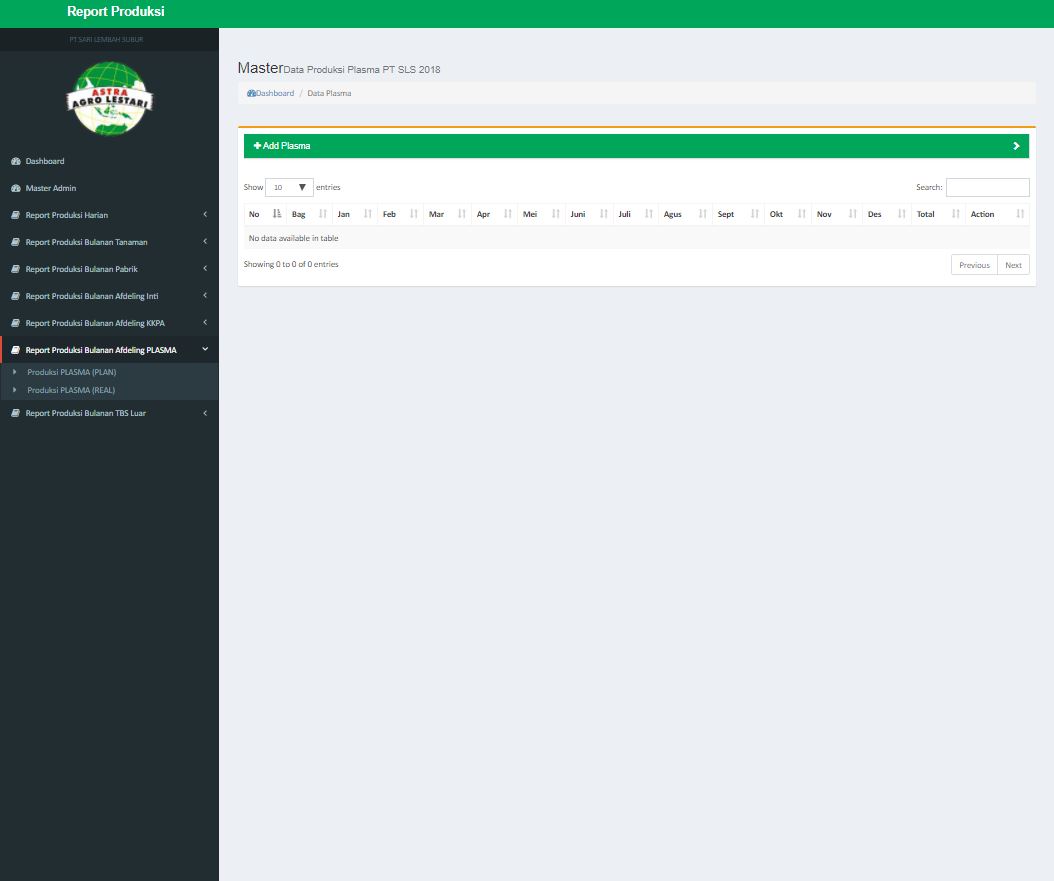 Report Produksi
PT SARI LEMBAH SUBUR
ASTRA
AGRO LESTARI
Dashboard
Master Admin
Report Produksi Harian
Report Produksi Bulanan Tanaman
Report Produksi Bulanan Pabrik
Report Produksi Bulanan Afdeling Inti
Report Produksi Bulanan Afdeling KKPA
Report Produksi Bulanan Afdeling PLASMA
Produksi PLASMA (PLAN)
Produksi PLASMA (REAL)
Report Produksi Bulanan TBS Luar
Master Data Produksi Plasma PT SLS 2018
Dashboard / Data Plasma
Add Plasma
Show 10 entries Search:
No Bag Jan Feb Mar Apr Mei Juni Juli Agus Sept Okt Nov Des Total Action
No data available in table
Showing 0 to 0 of 0 entries Previous Next